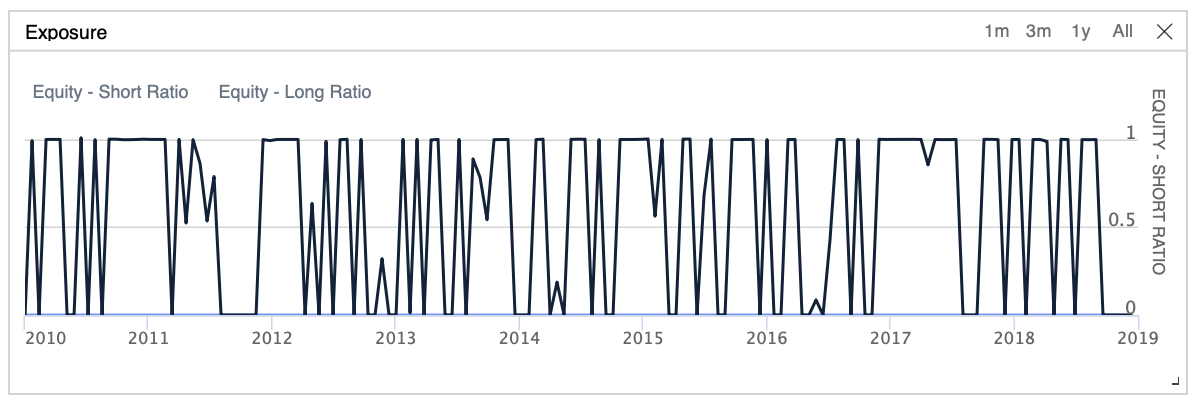 Exposure 1m 3m 1y All
Equity - Short Ratio Equity - Long Ratio
EQUITY - SHORT RATIO
1
0.5
0
2010 2011 2012 2013 2014 2015 2016 2017 2018 2019